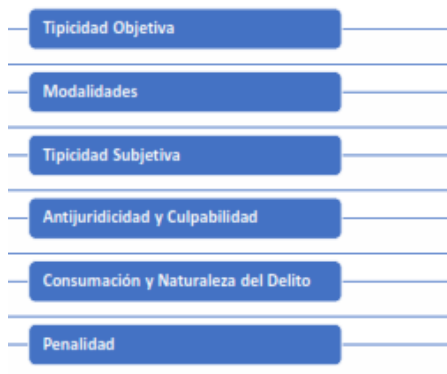 Tipicidad Objetiva
Modalidades
Tipicidad Subjetiva
Antijuridicidad y Culpabilidad
Consumación y Naturaleza del Delito
Penalidad